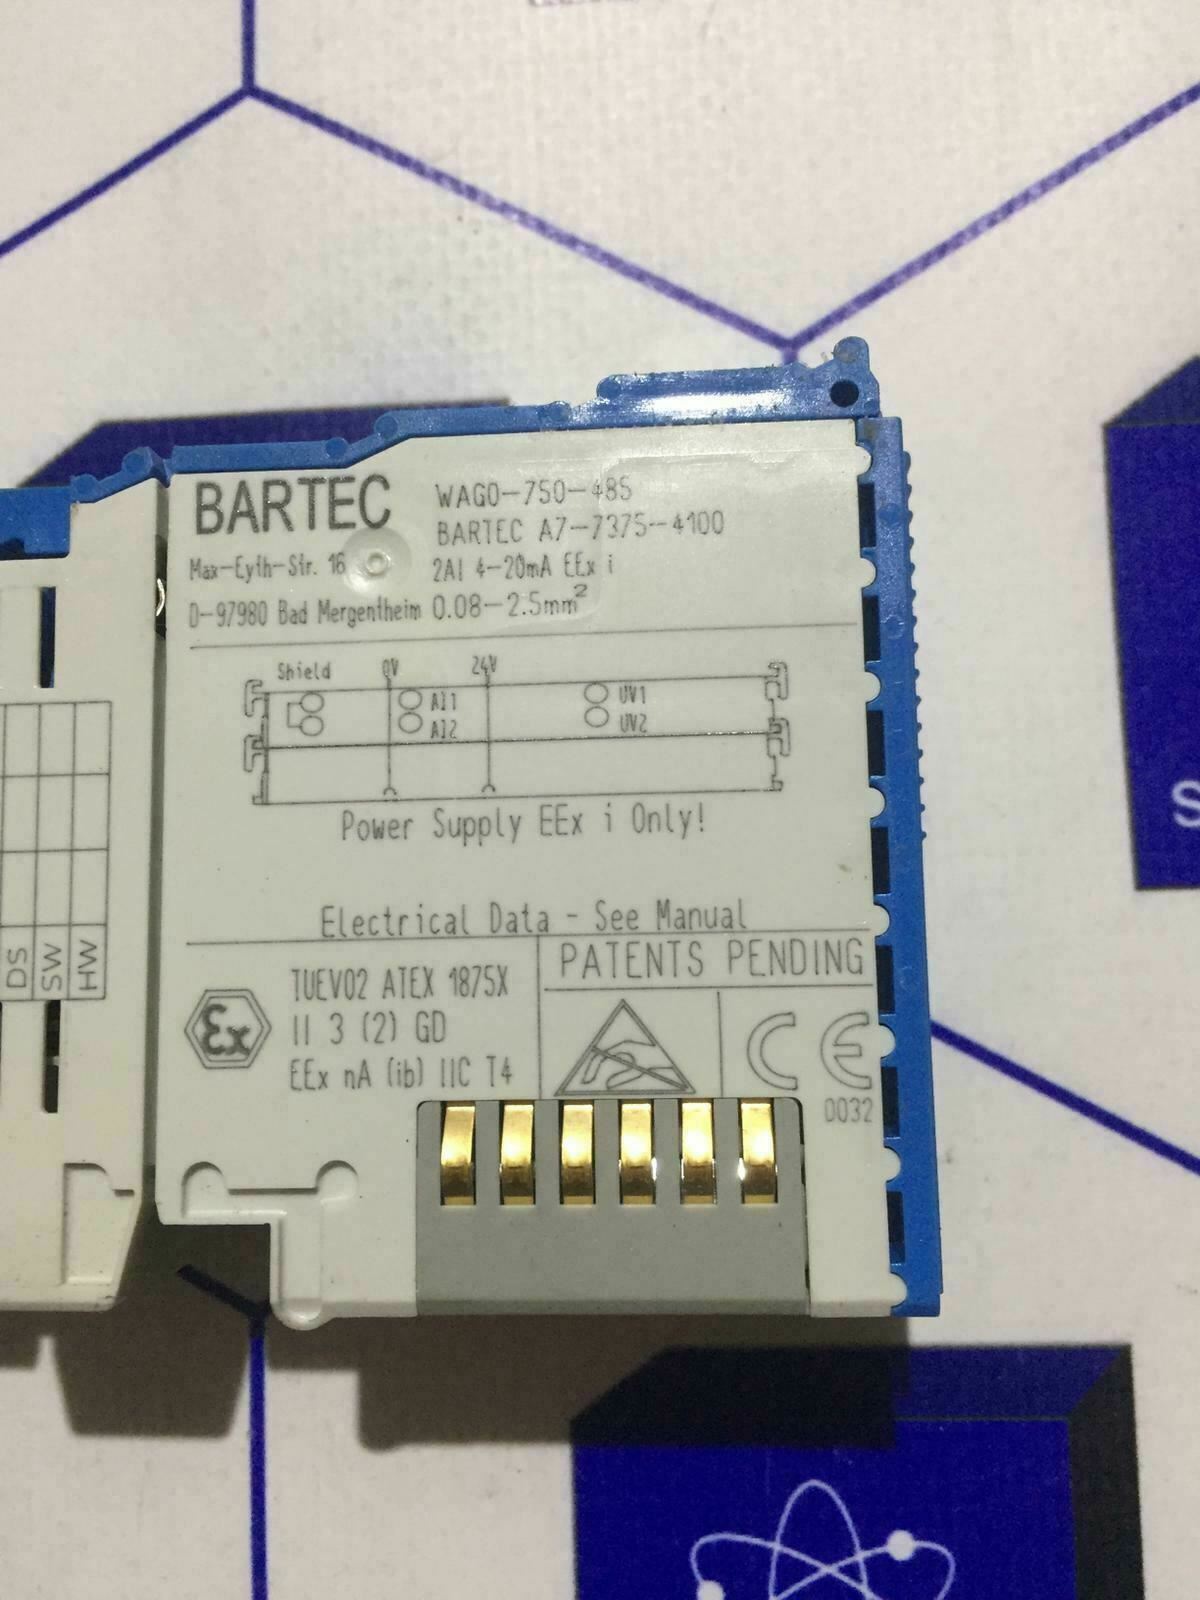 BARTEC
WAGO-750-485
BARTEC A7-7375-4100
Max-Eyth-Str. 16
2AI 4-20mA EEx i
D-97980 Bad Mergentheim
0.08-2.5mm²
Shield
0V
24V
AI1
AI2
UV1
UV2
Power Supply EEx i Only!
Electrical Data - See Manual
PATENTS PENDING
Ex
TUEV02 ATEX 1875X
II 3 (2) GD
EEx nA (ib) IIC T4
CE
0032
DS
SW
HW
S